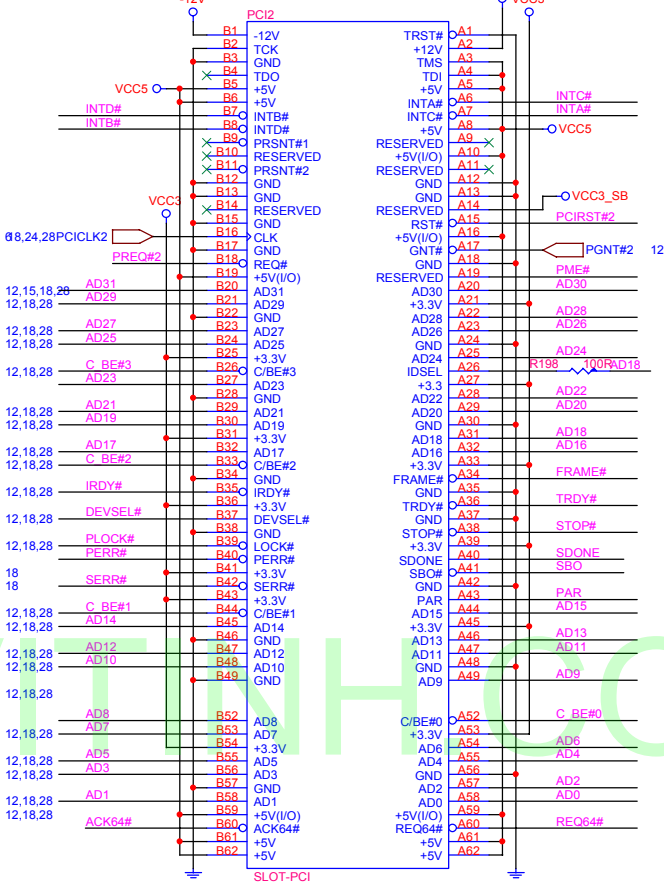 -12V VCC3
PCI2
B1 -12V TRST# A1
B2 TCK +12V A2
B3 GND TMS A3
B4 TDO TDI A4
VCC5 B5 +5V +5V A5
B6 +5V INTA# A6 INTC#
INTD# B7 INTB# INTC# A7 INTA#
INTB# B8 INTD# +5V A8 VCC5
B9 PRSNT#1 RESERVED A9
B10 RESERVED +5V(I/O) A10
B11 PRSNT#2 RESERVED A11
B12 GND GND A12
B13 GND GND A13
VCC3 B14 RESERVED RESERVED A14 VCC3_SB
B15 GND RST# A15 PCIRST#2
18,24,28 PCICLK2 B16 CLK +5V(I/O) A16
B17 GND GNT# A17 PGNT#2 12
PREQ#2 B18 REQ# GND A18
B19 +5V(I/O) RESERVED A19 PME#
12,15,18,28 AD31 B20 AD31 AD30 A20 AD30
12,18,28 AD29 B21 AD29 +3.3V A21
B22 GND AD28 A22 AD28
12,18,28 AD27 B23 AD27 AD26 A23 AD26
12,18,28 AD25 B24 AD25 GND A24
B25 +3.3V AD24 A25 AD24
12,18,28 C_BE#3 B26 C/BE#3 IDSEL A26 R198 100R AD18
AD23 B27 AD23 +3.3 A27
B28 GND AD22 A28 AD22
12,18,28 AD21 B29 AD21 AD20 A29 AD20
12,18,28 AD19 B30 AD19 GND A30
B31 +3.3V AD18 A31 AD18
12,18,28 AD17 B32 AD17 AD16 A32 AD16
12,18,28 C_BE#2 B33 C/BE#2 +3.3V A33
B34 GND FRAME# A34 FRAME#
12,18,28 IRDY# B35 IRDY# GND A35
B36 +3.3V TRDY# A36 TRDY#
12,18,28 DEVSEL# B37 DEVSEL# GND A37
B38 GND STOP# A38 STOP#
12,18,28 PLOCK# B39 LOCK# +3.3V A39
PERR# B40 PERR# SDONE A40 SDONE
18 B41 +3.3V SBO# A41 SBO
18 SERR# B42 SERR# GND A42
B43 +3.3V PAR A43 PAR
12,18,28 C_BE#1 B44 C/BE#1 AD15 A44 AD15
12,18,28 AD14 B45 AD14 +3.3V A45
B46 GND AD13 A46 AD13
12,18,28 AD12 B47 AD12 AD11 A47 AD11
12,18,28 AD10 B48 AD10 GND A48
B49 GND AD9 A49 AD9
12,18,28
AD8 B52 AD8 C/BE#0 A52 C_BE#0
12,18,28 AD7 B53 AD7 +3.3V A53
B54 +3.3V AD6 A54 AD6
12,18,28 AD5 B55 AD5 AD4 A55 AD4
12,18,28 AD3 B56 AD3 GND A56
B57 GND AD2 A57 AD2
12,18,28 AD1 B58 AD1 AD0 A58 AD0
12,18,28 B59 +5V(I/O) +5V(I/O) A59
ACK64# B60 ACK64# REQ64# A60 REQ64#
B61 +5V +5V A61
B62 +5V +5V A62
SLOT-PCI
VITINH.CO